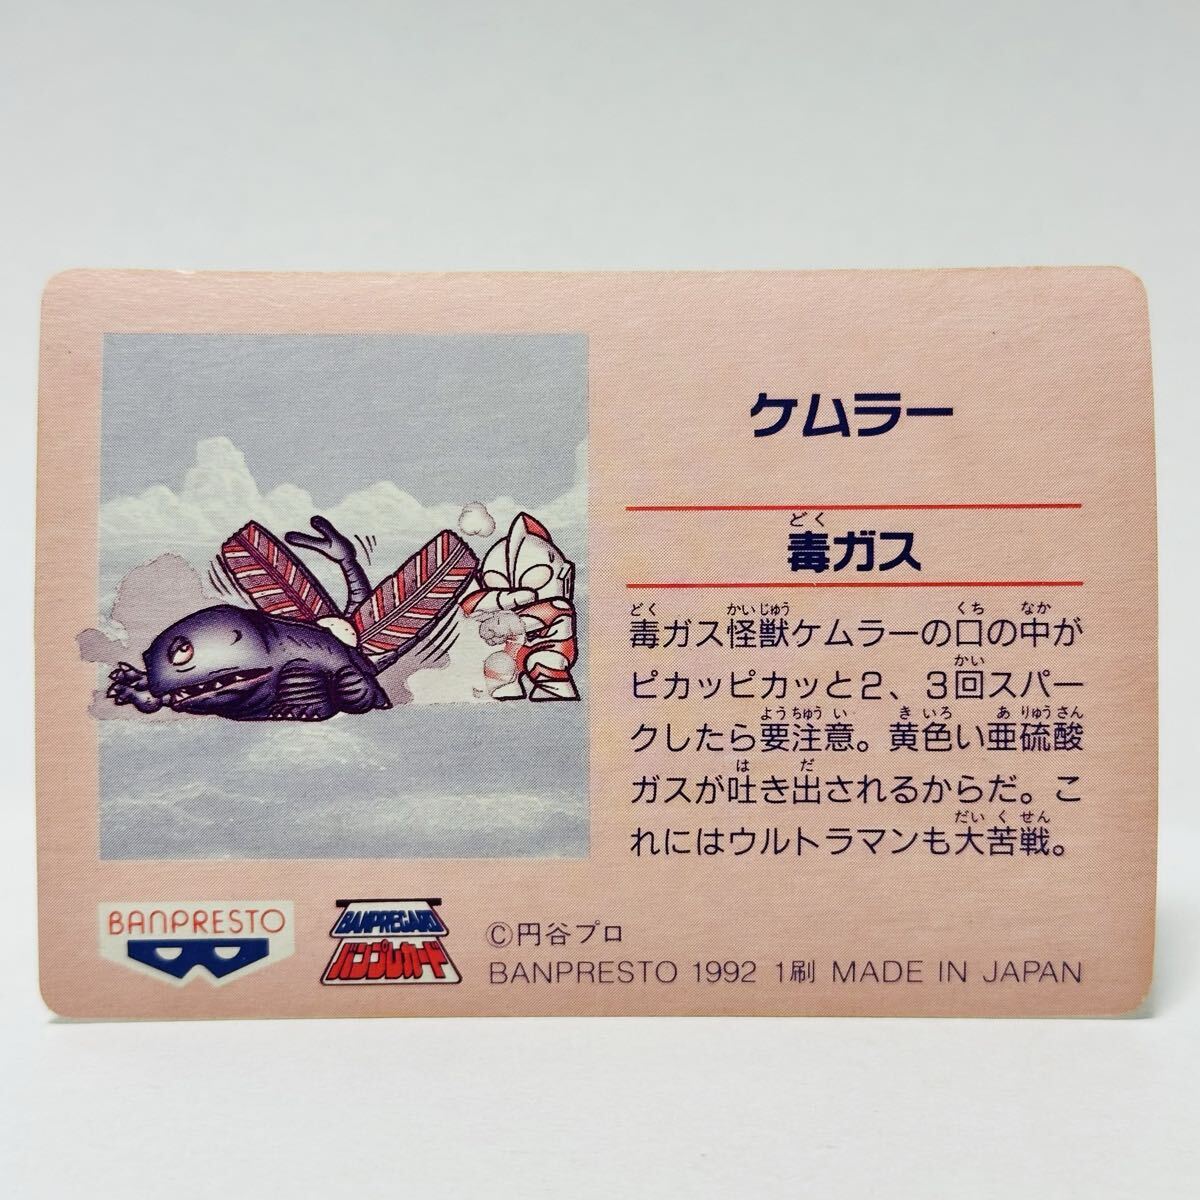 ケムラー
どく
毒ガス
どく かいじゅう くち なか
毒ガス怪獣ケムラーの口の中が
かい
ピカッピカッと2、3回スパー
ようちゅうい きいろ ありゅうさん
クしたら要注意。黄色い亜硫酸
は だ
ガスが吐き出されるからだ。こ
だいくせん
れにはウルトラマンも大苦戦。
BANPRESTO
BANPRECARD
バンプレカード
©円谷プロ
BANPRESTO 1992 1刷 MADE IN JAPAN